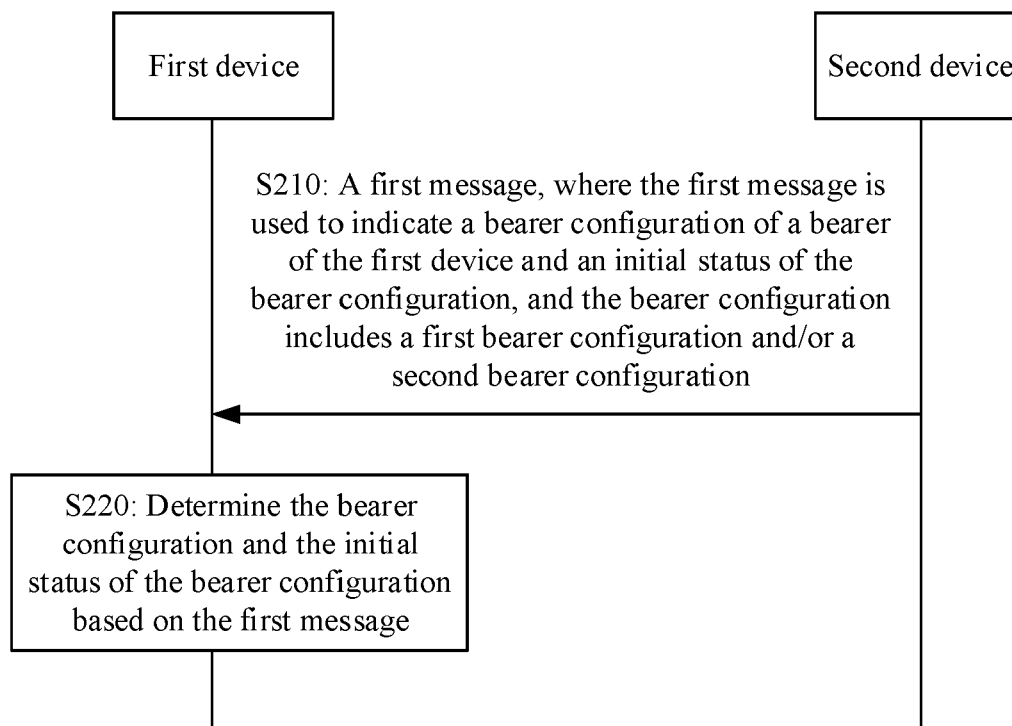 First device
Second device
S210: A first message, where the first message is
used to indicate a bearer configuration of a bearer
of the first device and an initial status of the
bearer configuration, and the bearer configuration
includes a first bearer configuration and/or a
second bearer configuration
S220: Determine the bearer
configuration and the initial
status of the bearer configuration
based on the first message